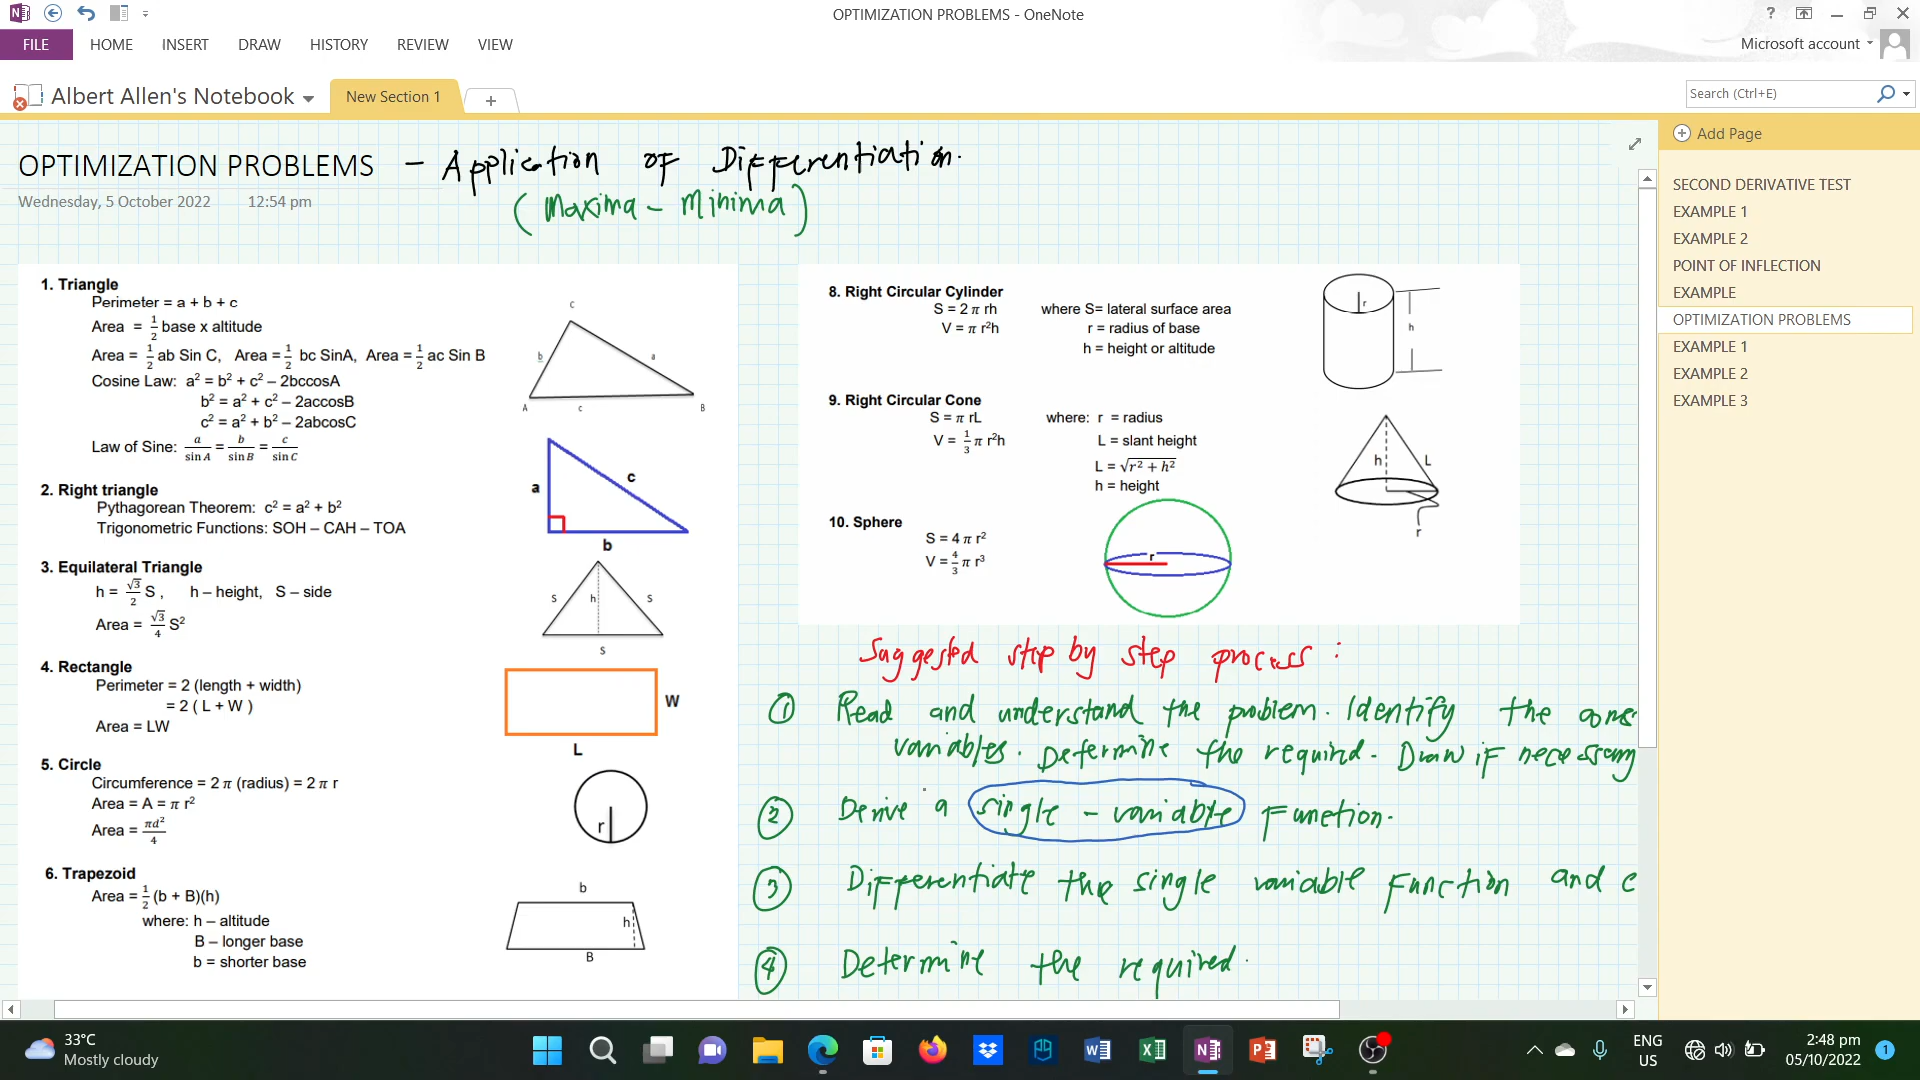 OPTIMIZATION PROBLEMS - OneNote
?
FILE HOME INSERT DRAW HISTORY REVIEW VIEW
Microsoft account
Albert Allen's Notebook
New Section 1
+
Search (Ctrl+E)
OPTIMIZATION PROBLEMS – Application of Differentiation.
Wednesday, 5 October 2022 12:54 pm
(Maxima – Minima)
1. Triangle
Perimeter = a + b + c
Area = 1/2 base x altitude
Area = 1/2 ab Sin C, Area = 1/2 bc SinA, Area = 1/2 ac Sin B
Cosine Law: a² = b² + c² – 2bccosA
b² = a² + c² – 2accosB
c² = a² + b² – 2abcosC
Law of Sine: a/sin A = b/sin B = c/sin C
c
b
a
A
c
B
2. Right triangle
Pythagorean Theorem: c² = a² + b²
Trigonometric Functions: SOH – CAH – TOA
a
c
b
3. Equilateral Triangle
h = √3/2 S , h – height, S – side
Area = √3/4 S²
S
h
S
S
4. Rectangle
Perimeter = 2 (length + width)
= 2 ( L + W )
Area = LW
W
L
5. Circle
Circumference = 2 π (radius) = 2 π r
Area = A = π r²
Area = πd²/4
r
6. Trapezoid
Area = 1/2 (b + B)(h)
where: h – altitude
B – longer base
b = shorter base
b
h
B
8. Right Circular Cylinder
S = 2 π rh where S= lateral surface area
V = π r²h r = radius of base
h = height or altitude
r
h
9. Right Circular Cone
S = π rL where: r = radius
V = 1/3 π r²h L = slant height
L = √r² + h²
h = height
h
L
r
10. Sphere
S = 4 π r²
V = 4/3 π r³
r
Suggested step by step process :
① Read and understand the problem. Identify the cons
variables. Determine the required. Draw if necessary
② Derive a single – variable function.
③ Differentiate the single variable function and e
④ Determine the required.
Add Page
SECOND DERIVATIVE TEST
EXAMPLE 1
EXAMPLE 2
POINT OF INFLECTION
EXAMPLE
OPTIMIZATION PROBLEMS
EXAMPLE 1
EXAMPLE 2
EXAMPLE 3
33°C
Mostly cloudy
ENG
US
2:48 pm
05/10/2022
1